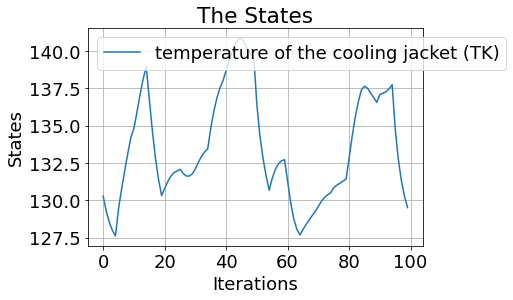 The States
temperature of the cooling jacket (TK)
140.0
137.5
135.0
132.5
130.0
127.5
States
0 20 40 60 80 100
Iterations